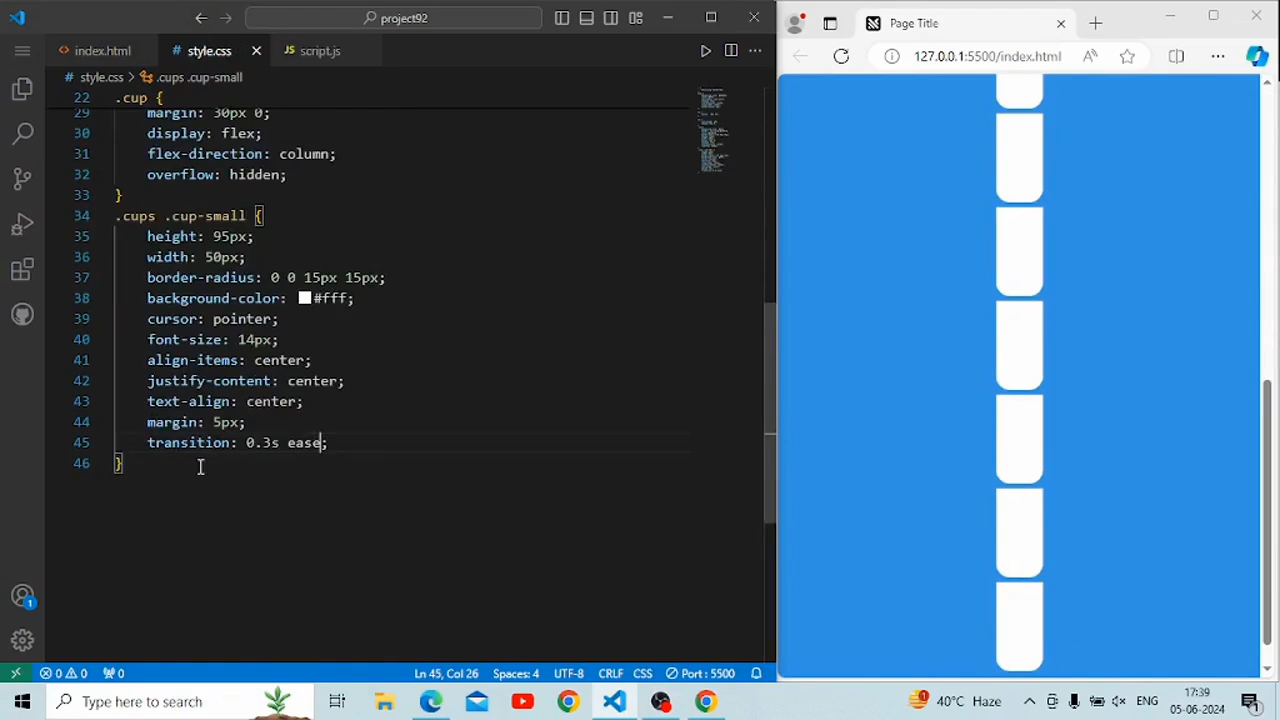 project92
index.html
style.css
script.js
style.css > .cups .cup-small
22 .cup {
29 margin: 30px 0;
30 display: flex;
31 flex-direction: column;
32 overflow: hidden;
33 }
34 .cups .cup-small {
35 height: 95px;
36 width: 50px;
37 border-radius: 0 0 15px 15px;
38 background-color: #fff;
39 cursor: pointer;
40 font-size: 14px;
41 align-items: center;
42 justify-content: center;
43 text-align: center;
44 margin: 5px;
45 transition: 0.3s ease;
46 }
0 0 0
Ln 45, Col 26
Spaces: 4
UTF-8
CRLF
CSS
Port : 5500
1
Page Title
127.0.0.1:5500/index.html
Type here to search
40°C Haze
ENG
17:39
05-06-2024